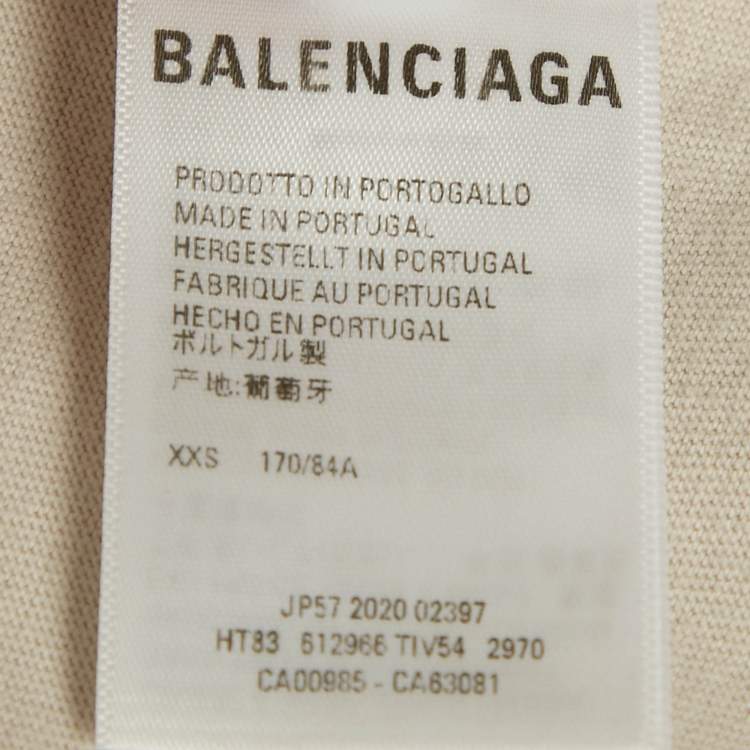 BALENCIAGA
PRODOTTO IN PORTOGALLO
MADE IN PORTUGAL
HERGESTELLT IN PORTUGAL
FABRIQUE AU PORTUGAL
HECHO EN PORTUGAL
ポルトガル製
产地:葡萄牙
XXS 170/84A
JP57 2020 02397
HT83 612966 TIV54 2970
CA00985 - CA63081